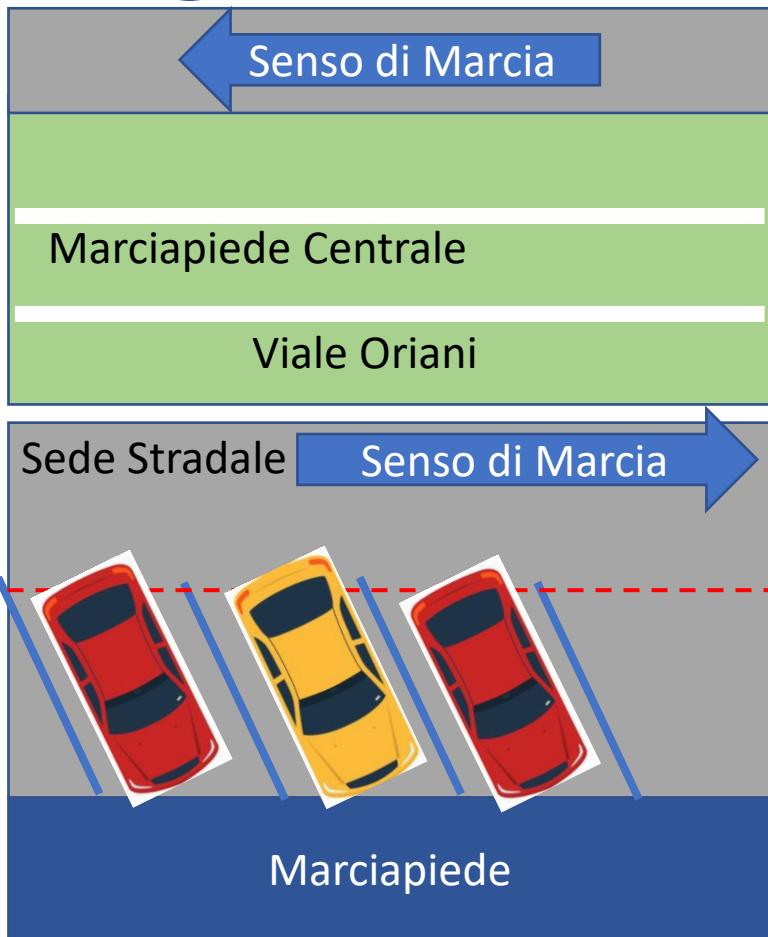 Senso di Marcia
Marciapiede Centrale
Viale Oriani
Sede Stradale
Senso di Marcia
Marciapiede